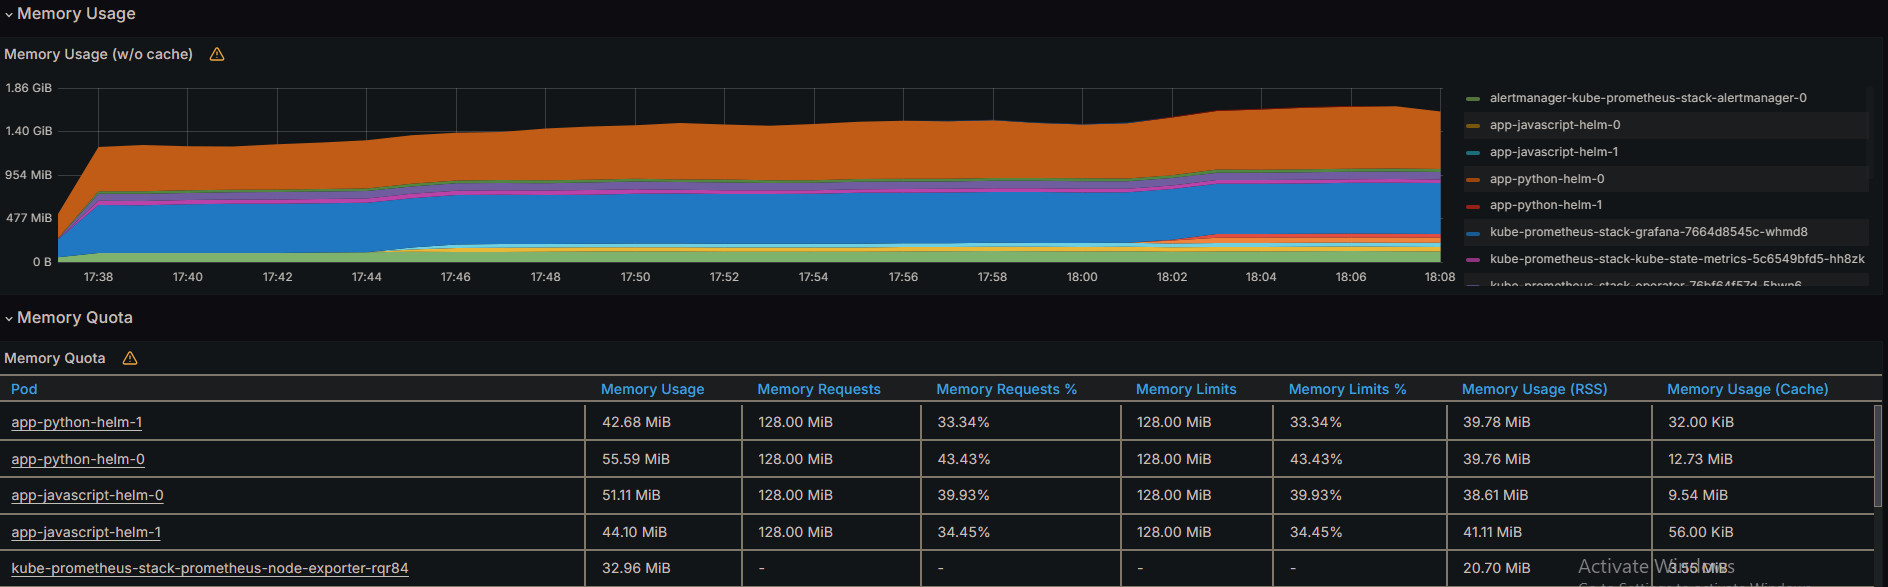 Memory Usage
Memory Usage (w/o cache)
1.86 GiB
1.40 GiB
954 MiB
477 MiB
0 B
17:38 17:40 17:42 17:44 17:46 17:48 17:50 17:52 17:54 17:56 17:58 18:00 18:02 18:04 18:06 18:08
alertmanager-kube-prometheus-stack-alertmanager-0
app-javascript-helm-0
app-javascript-helm-1
app-python-helm-0
app-python-helm-1
kube-prometheus-stack-grafana-7664d8545c-whmd8
kube-prometheus-stack-kube-state-metrics-5c6549bfd5-hh8zk
Memory Quota
Memory Quota
Pod Memory Usage Memory Requests Memory Requests % Memory Limits Memory Limits % Memory Usage (RSS) Memory Usage (Cache)
app-python-helm-1 42.68 MiB 128.00 MiB 33.34% 128.00 MiB 33.34% 39.78 MiB 32.00 KiB
app-python-helm-0 55.59 MiB 128.00 MiB 43.43% 128.00 MiB 43.43% 39.76 MiB 12.73 MiB
app-javascript-helm-0 51.11 MiB 128.00 MiB 39.93% 128.00 MiB 39.93% 38.61 MiB 9.54 MiB
app-javascript-helm-1 44.10 MiB 128.00 MiB 34.45% 128.00 MiB 34.45% 41.11 MiB 56.00 KiB
kube-prometheus-stack-prometheus-node-exporter-rqr84 32.96 MiB - - - - 20.70 MiB 3.55 MiB
Activate Windows